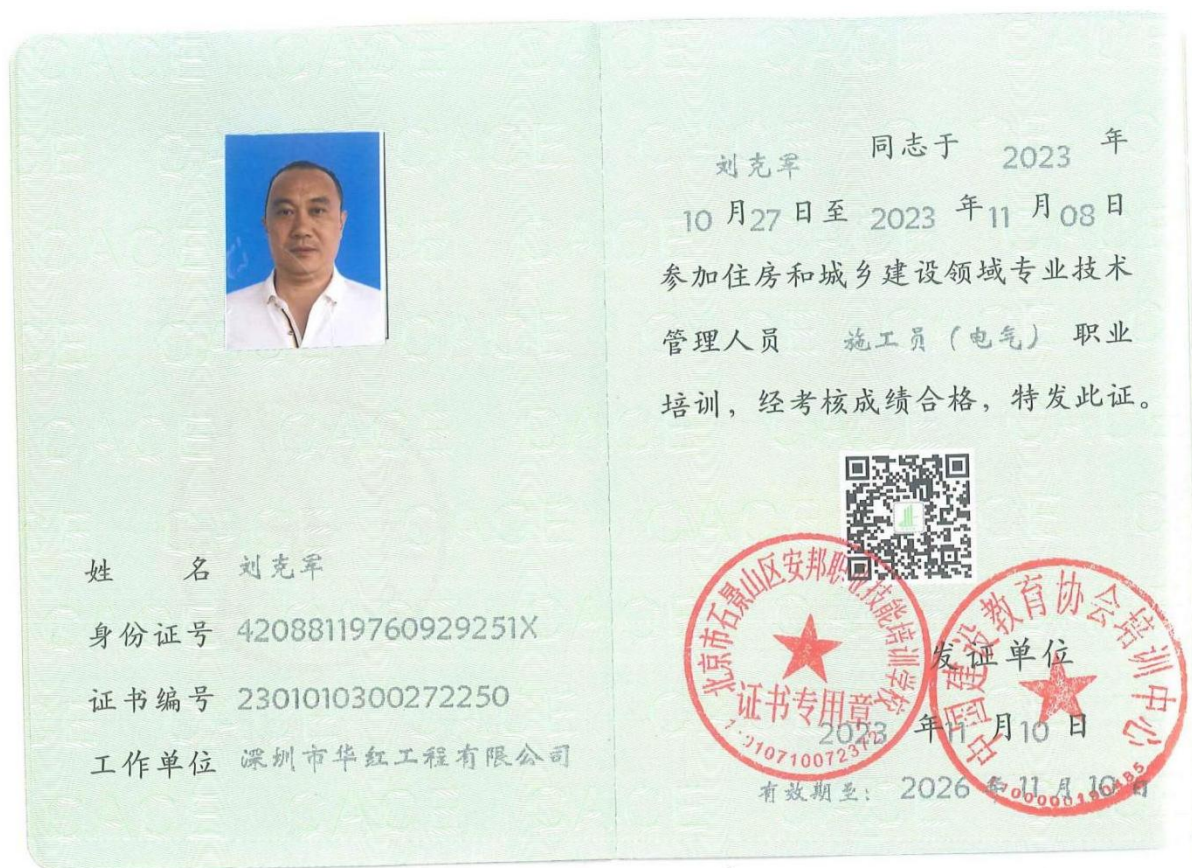 姓 名 刘克军
身份证号 42088119760929251X
证书编号 2301010300272250
工作单位 深圳市华红工程有限公司
刘克军 同志于 2023 年
10 月 27 日至 2023 年 11 月 08 日
参加住房和城乡建设领域专业技术
管理人员 施工员（电气） 职业
培训，经考核成绩合格，特发此证。
北京市石景山区安邦职业技能培训学校
证书专用章
中国建设教育协会培训中心
发证单位
2023 年 11 月 10 日
有效期至： 2026 年 11 月 10 日